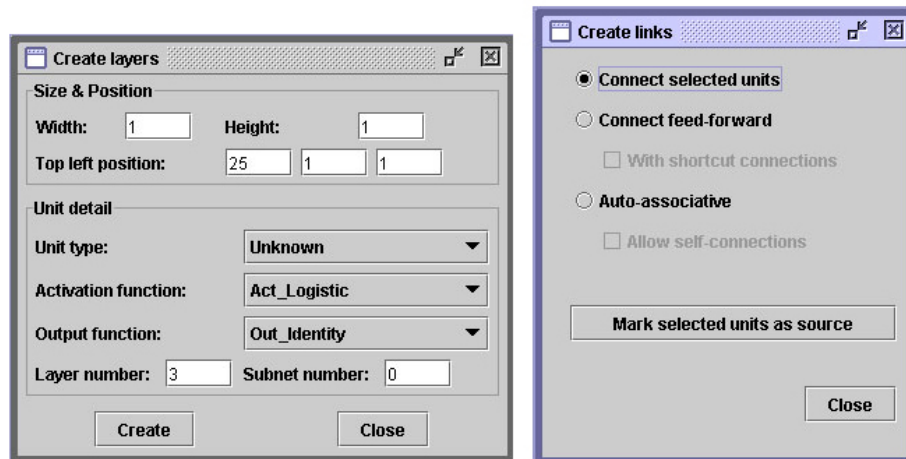 Create layers
Size & Position
Width: 1 Height: 1
Top left position: 25 1 1
Unit detail
Unit type: Unknown
Activation function: Act_Logistic
Output function: Out_Identity
Layer number: 3 Subnet number: 0
Create Close
Create links
Connect selected units
Connect feed-forward
With shortcut connections
Auto-associative
Allow self-connections
Mark selected units as source
Close